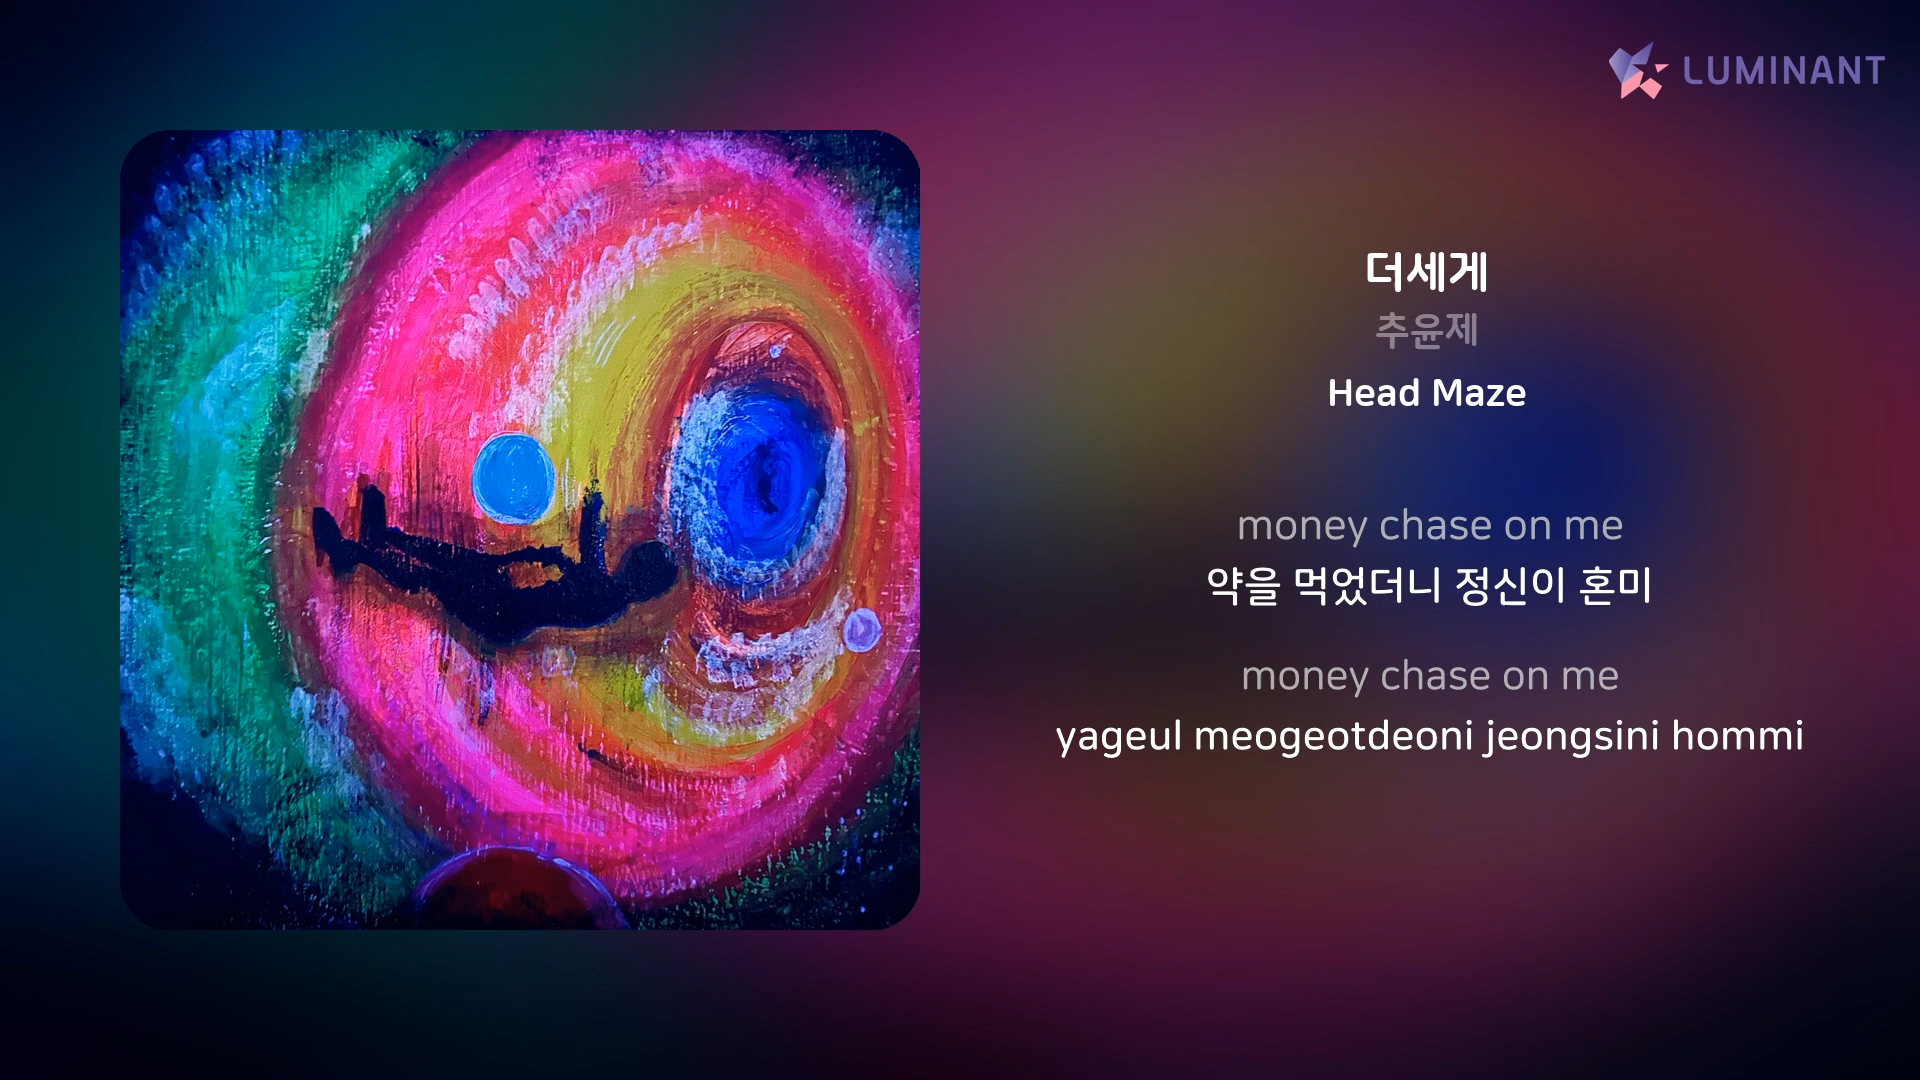 LUMINANT
더세게
추윤제
Head Maze
money chase on me
약을 먹었더니 정신이 혼미
money chase on me
yageul meogeotdeoni jeongsini hommi